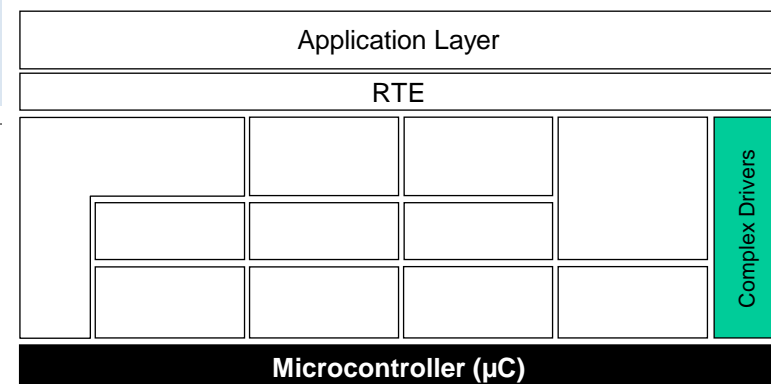 Application Layer
RTE
Complex Drivers
Microcontroller (µC)